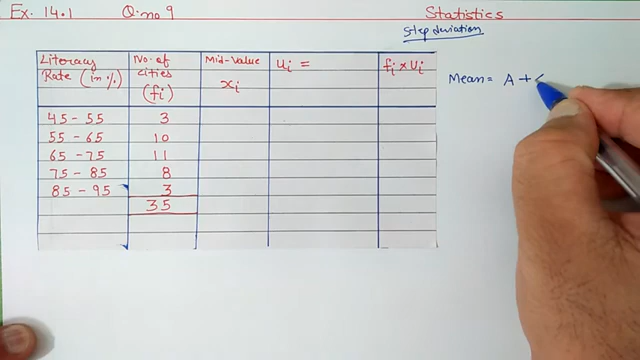 Ex. 14.1 Q.no 9 Statistics
Step deviation
Literacy Rate (in %) No. of cities (fi) Mid-Value xi ui = fi × ui
Mean = A +
45 - 55 3
55 - 65 10
65 - 75 11
75 - 85 8
85 - 95 3
35